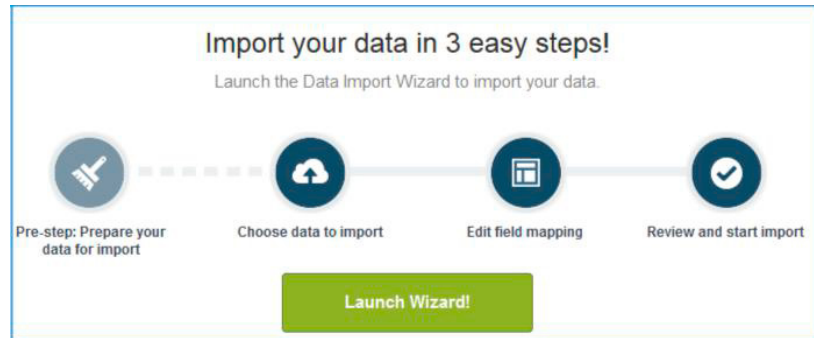 Import your data in 3 easy steps!
Launch the Data Import Wizard to import your data.
Pre-step: Prepare your
data for import
Choose data to import
Edit field mapping
Review and start import
Launch Wizard!